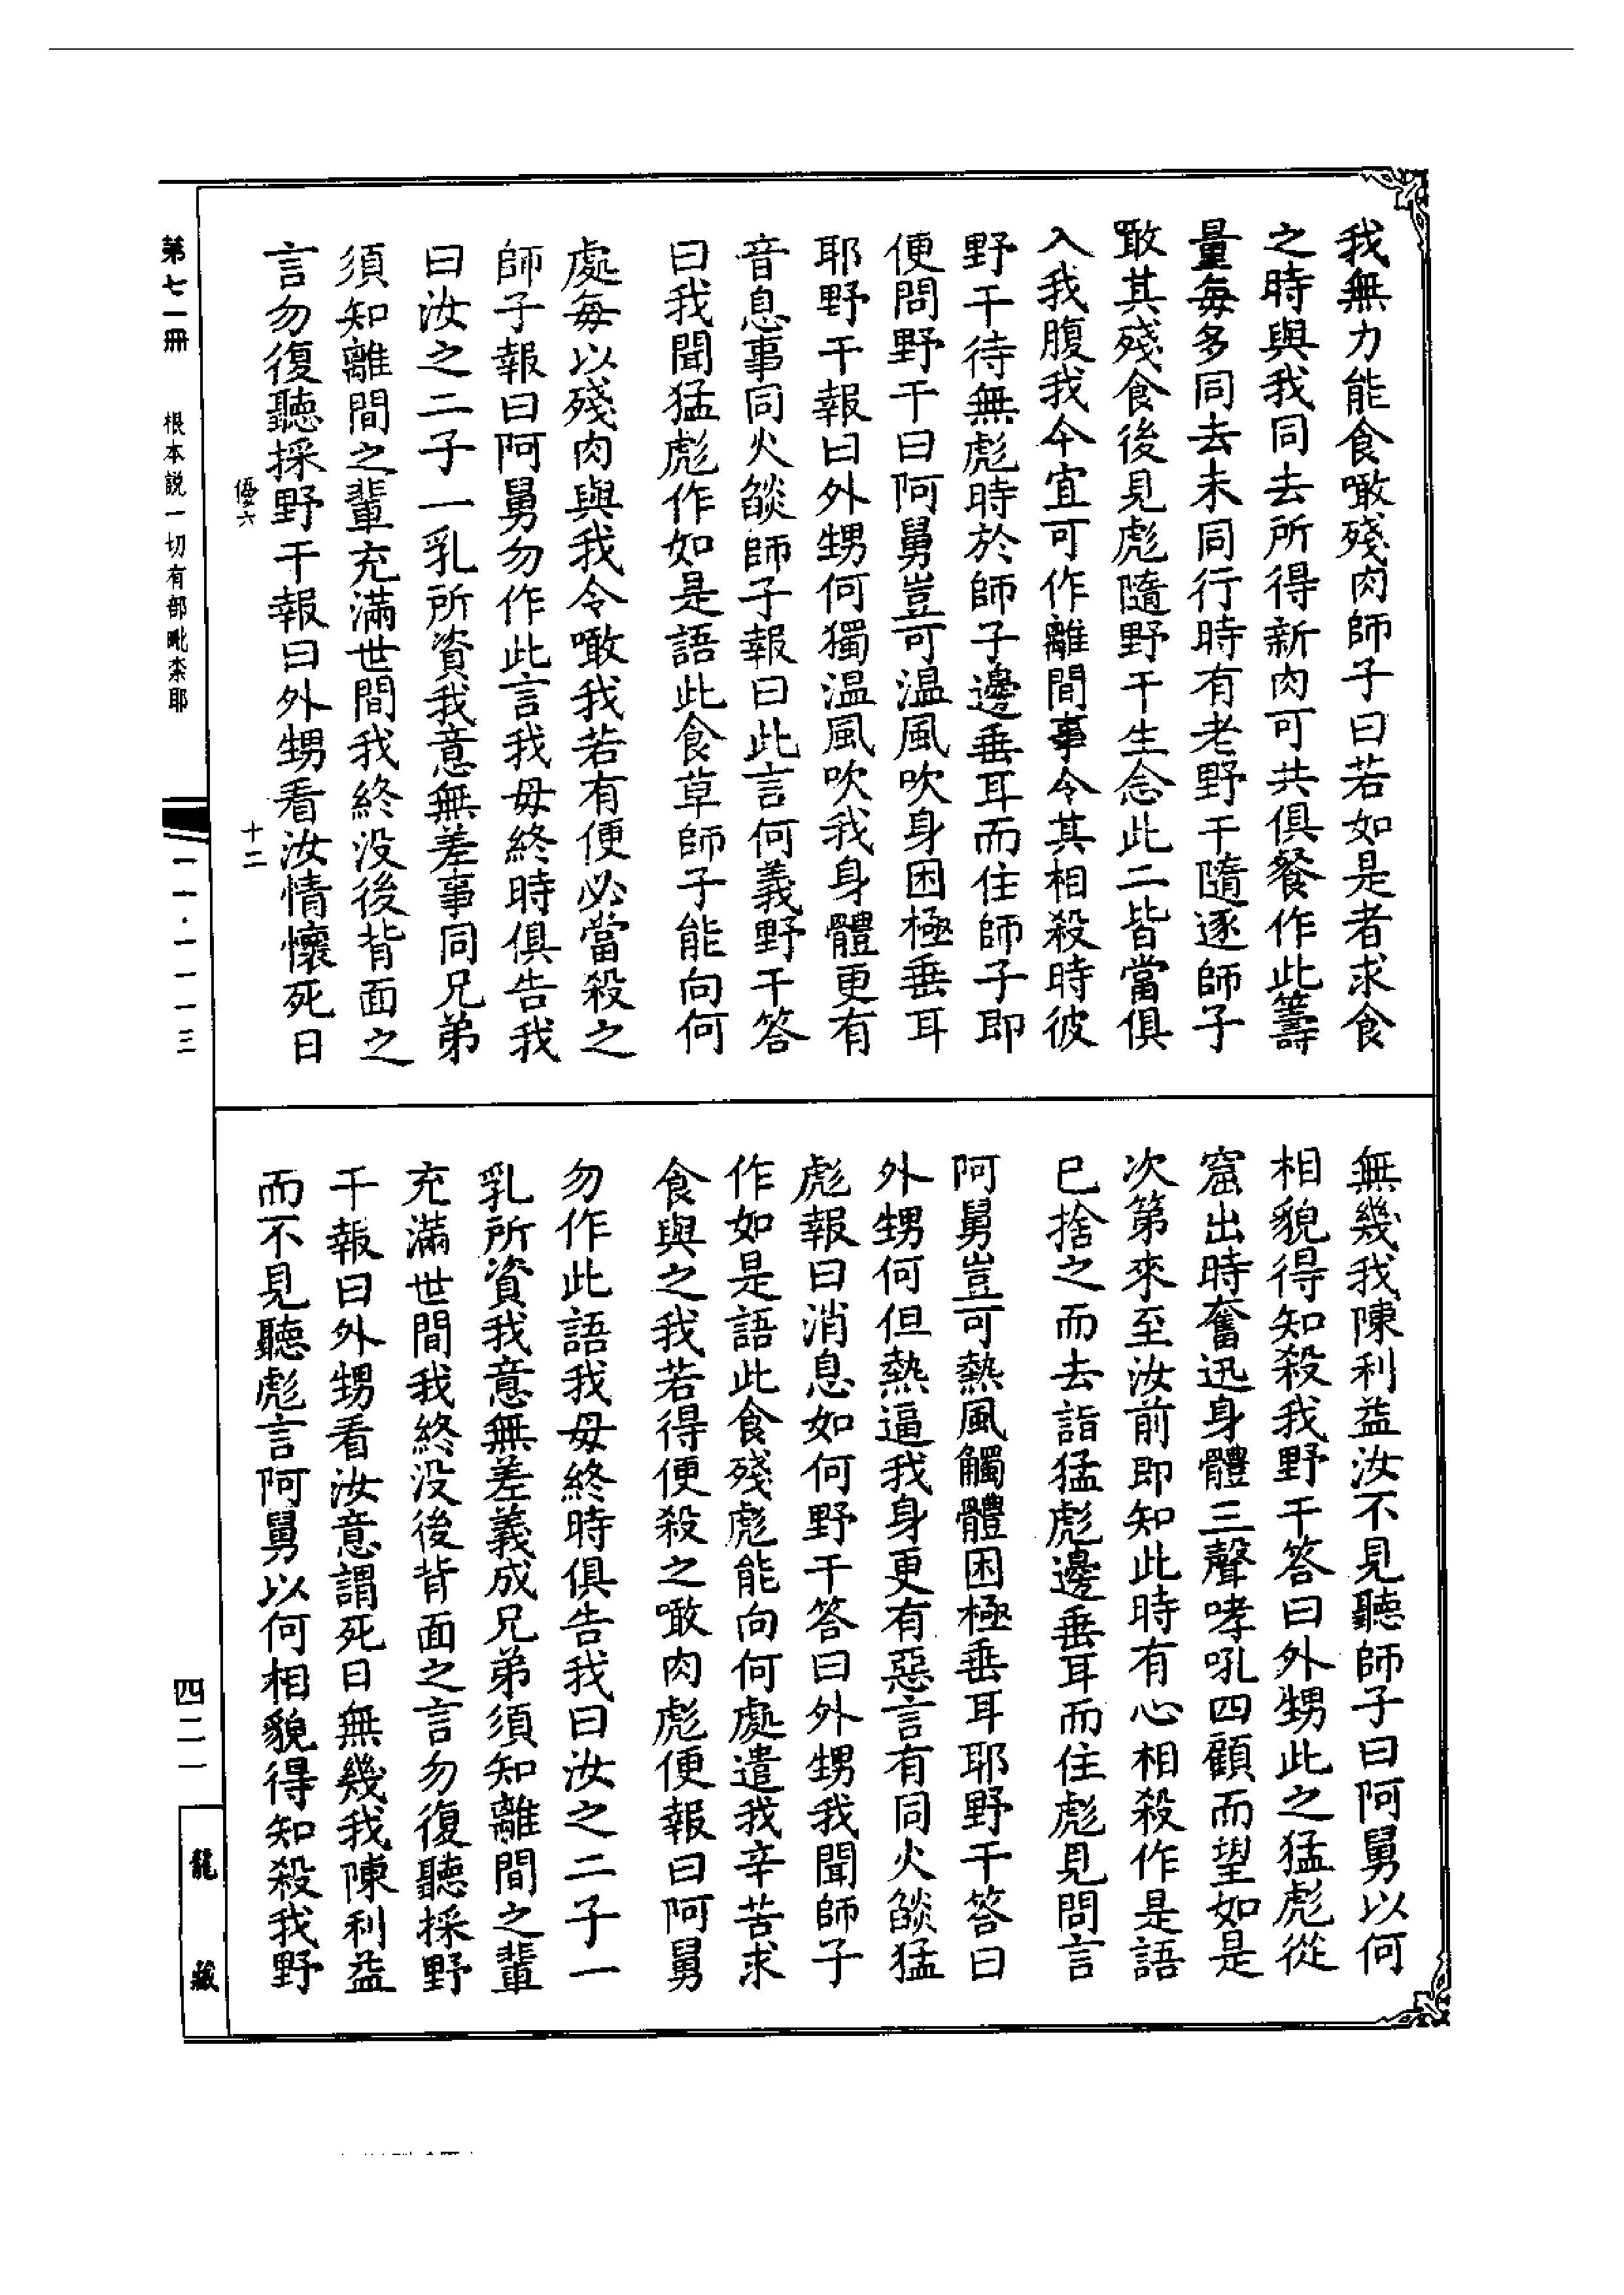 我無力能食噉殘肉師子曰若如是者求食
之時與我同去所得新肉可共俱餐作此籌
量每多同去未同行時有老野干隨逐師子
噉其殘食後見彪隨野干生念此二皆當俱
入我腹我今宜可作離間事令其相殺時彼
野干待無彪時於師子邊垂耳而住師子即
便問野干曰阿舅豈可温風吹身困極垂耳
耶野干報曰外甥何獨温風吹我身體更有
音息事同火燄師子報曰此言何義野干答
曰我聞猛彪作如是語此食草師子能向何
處每以殘肉與我令噉我若有便必當殺之
師子報曰阿舅勿作此言我母終時俱告我
曰汝之二子一乳所資我意無差事同兄弟
須知離間之輩充滿世間我終没後背面之
言勿復聽採野干報曰外甥看汝情懷死日
無幾我陳利益汝不見聽師子曰阿舅以何
相貌得知殺我野干答曰外甥此之猛彪從
窟出時奮迅身體三聲哮吼四顧而望如是
次第來至汝前即知此時有心相殺作是語
已捨之而去詣猛彪邊垂耳而住彪見問言
阿舅豈可熱風觸體困極垂耳耶野干答曰
外甥何但熱逼我身更有惡言有同火燄猛
彪報曰消息如何野干答曰外甥我聞師子
作如是語此食殘彪能向何處遣我辛苦求
食與之我若得便殺之噉肉彪便報曰阿舅
勿作此語我母終時俱告我曰汝之二子一
乳所資我意無差義成兄弟須知離間之輩
充滿世間我終没後背面之言勿復聽採野
干報曰外甥看汝意謂死日無幾我陳利益
而不見聽彪言阿舅以何相貌得知殺我野
優六
十二
第七一冊
根本説一切有部毗柰耶
一一·一一一三
四二一
龍藏